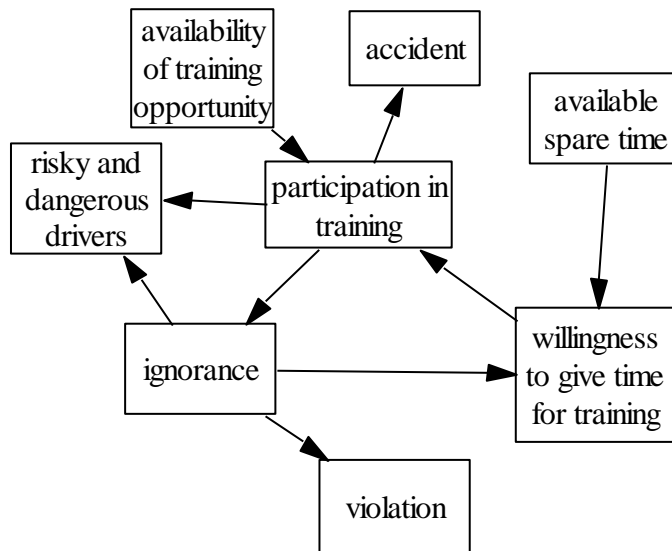 availability
of training
opportunity
accident
available
spare time
risky and
dangerous
drivers
participation in
training
ignorance
willingness
to give time
for training
violation